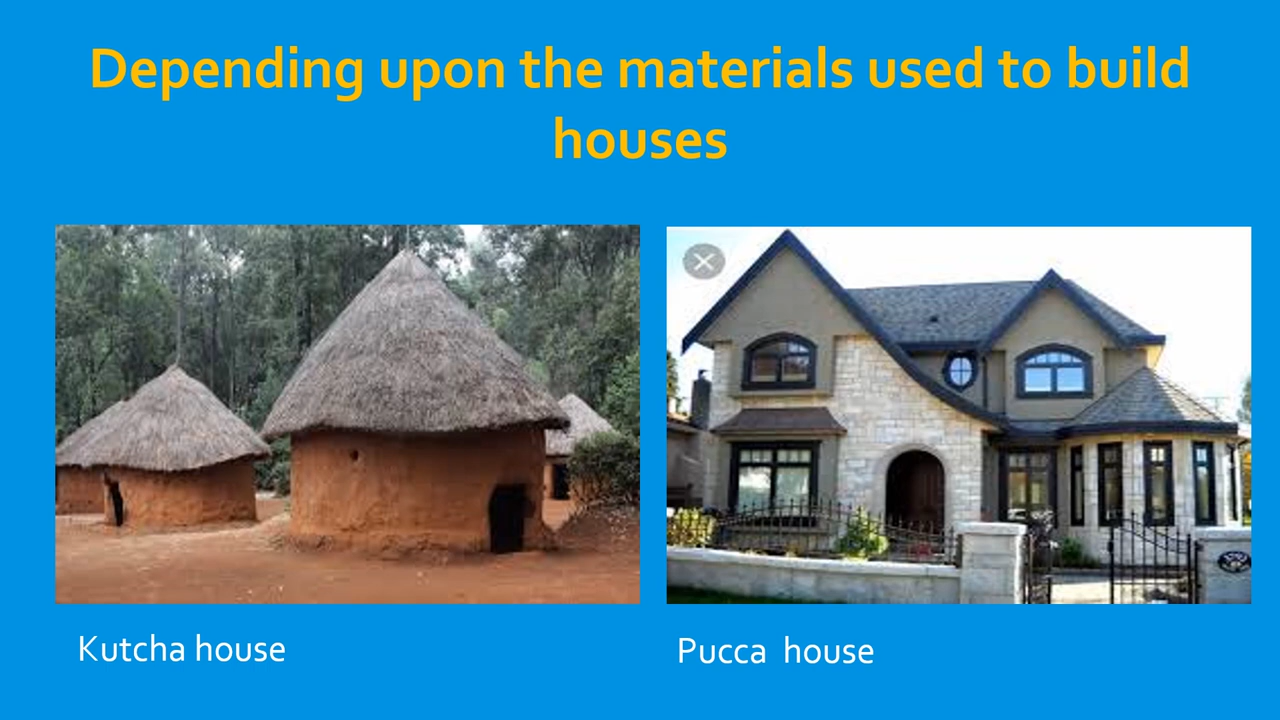 Depending upon the materials used to build
houses
Kutcha house
Pucca  house